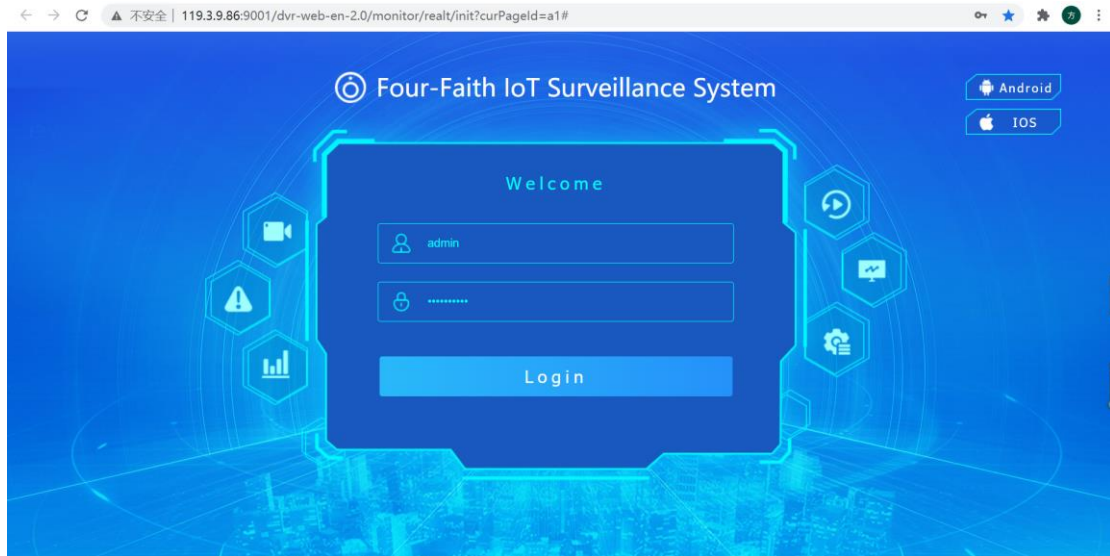 不安全 | 119.3.9.86:9001/dvr-web-en-2.0/monitor/realt/init?curPageId=a1#
方
Four-Faith IoT Surveillance System
Android
IOS
Welcome
admin
••••••••••
Login